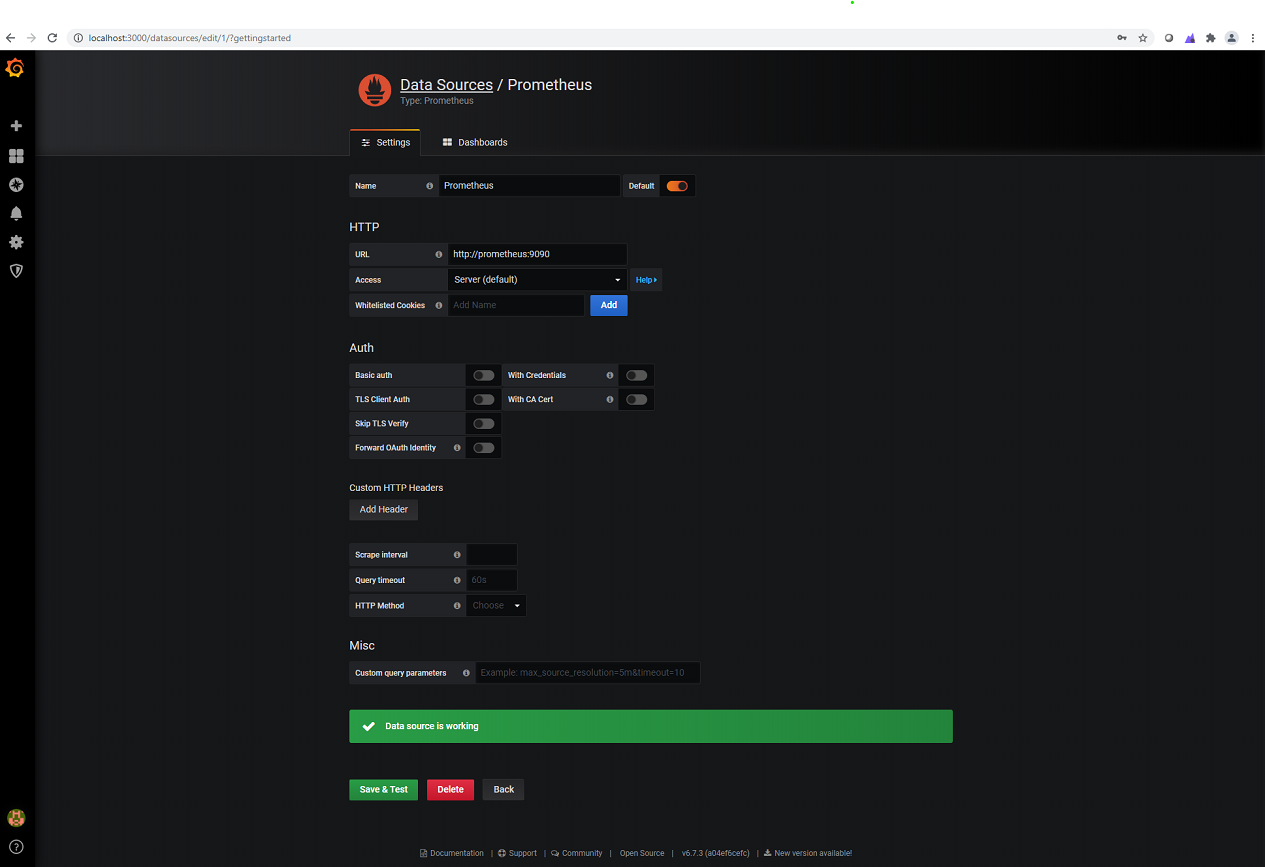 localhost:3000/datasources/edit/1/?gettingstarted
Data Sources / Prometheus
Type: Prometheus
Settings Dashboards
Name Prometheus Default
HTTP
URL http://prometheus:9090
Access Server (default) Help
Whitelisted Cookies Add Name Add
Auth
Basic auth With Credentials
TLS Client Auth With CA Cert
Skip TLS Verify
Forward OAuth Identity
Custom HTTP Headers
Add Header
Scrape interval
Query timeout 60s
HTTP Method Choose
Misc
Custom query parameters Example: max_source_resolution=5m&timeout=10
Data source is working
Save & Test Delete Back
Documentation | Support | Community | Open Source | v6.7.3 (a04ef6cefc) | New version available!